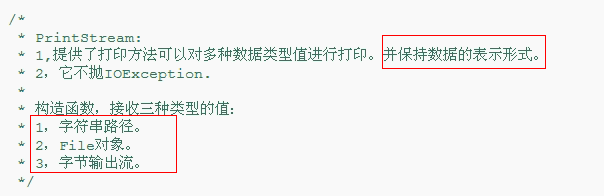 /*
* PrintStream:
* 1,提供了打印方法可以对多种数据类型值进行打印。并保持数据的表示形式。
* 2，它不抛IOException.
*
* 构造函数，接收三种类型的值:
* 1，字符串路径。
* 2，File对象。
* 3，字节输出流。
*/